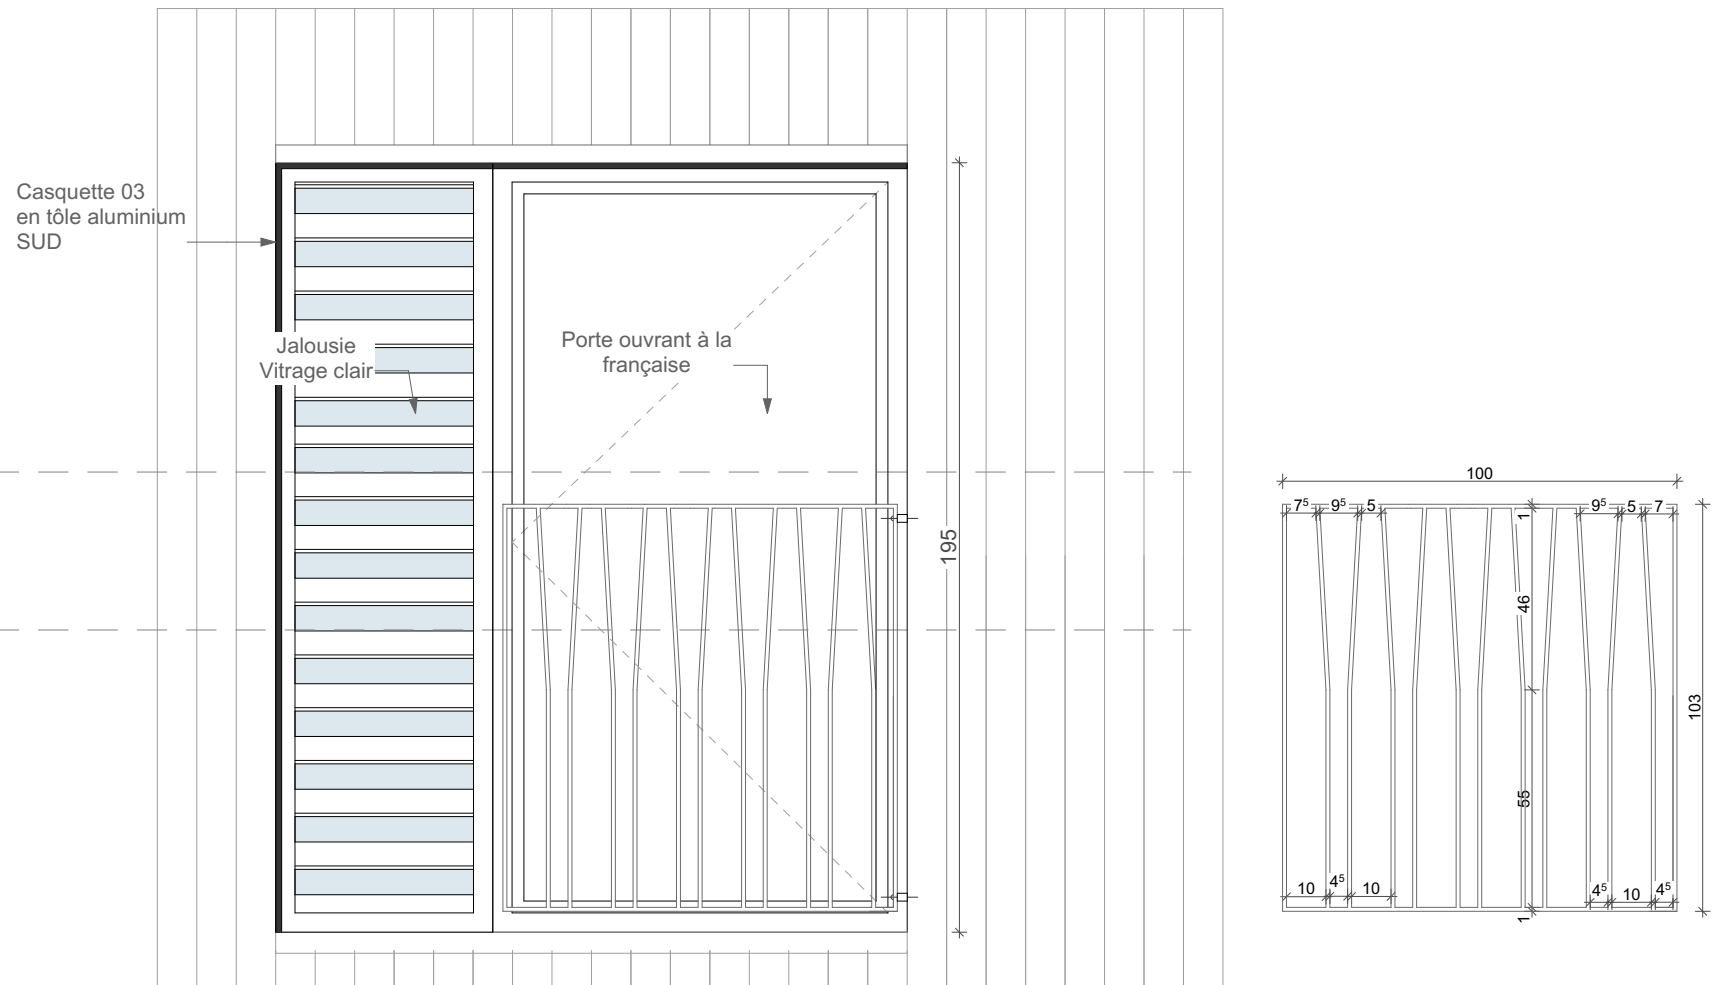 Casquette 03
en tôle aluminium
SUD
Jalousie
Vitrage clair
Porte ouvrant à la
française
195
100
7⁵ 9⁵ 5 9⁵ 5 7
1
46
103
55
10 4⁵ 10 4⁵ 10 4⁵
1